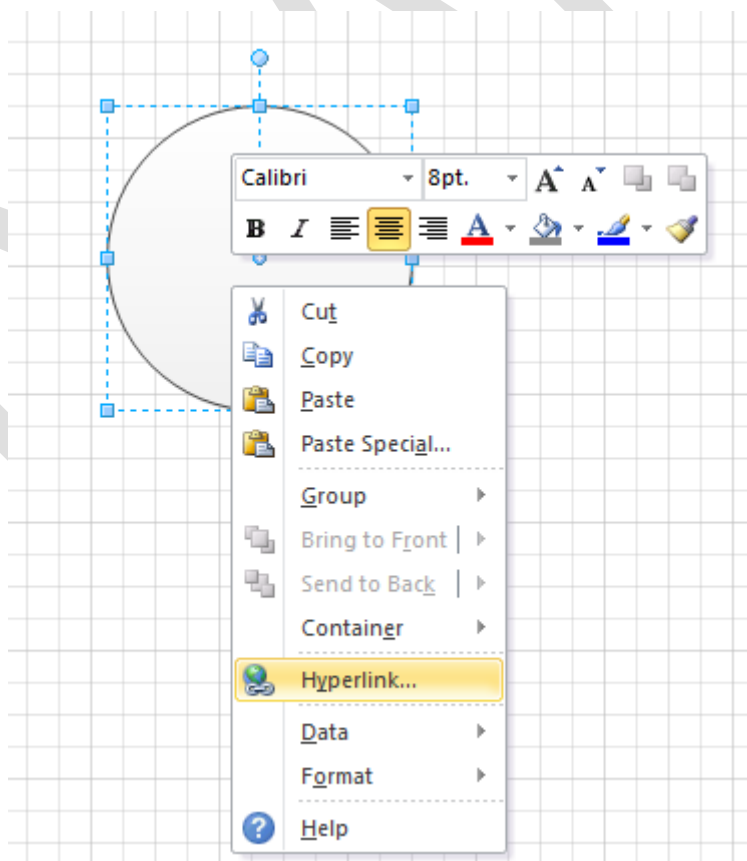 Calibri 8pt. A A
B I A
Cut
Copy
Paste
Paste Special...
Group
Bring to Front
Send to Back
Container
Hyperlink...
Data
Format
? Help